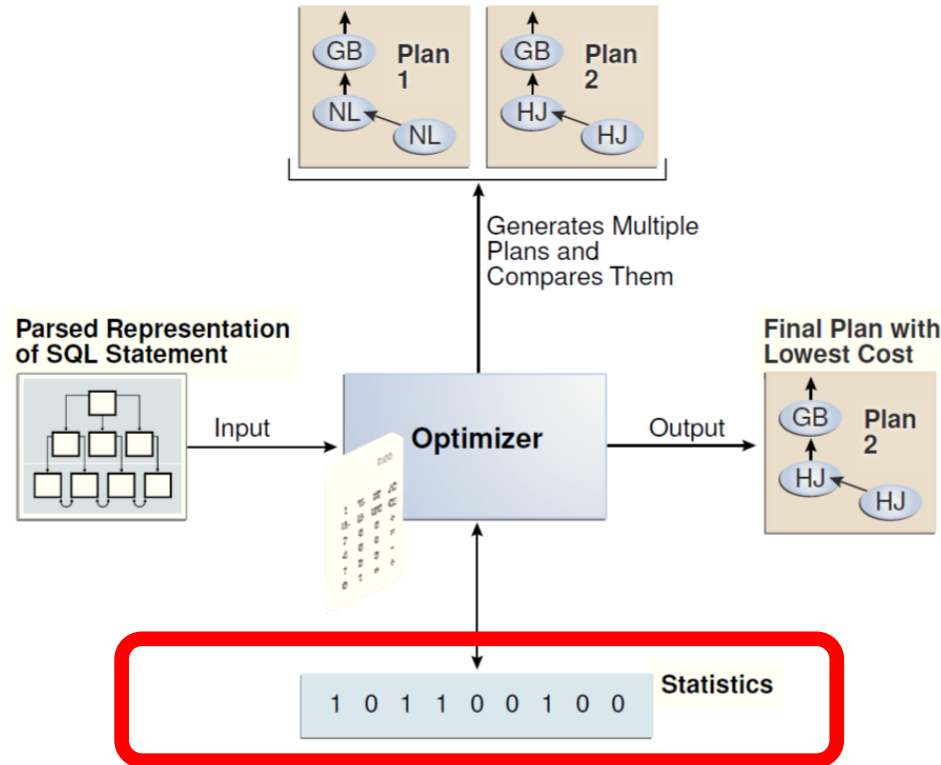 GB
Plan
1
NL
NL
GB
Plan
2
HJ
HJ
Generates Multiple
Plans and
Compares Them
Parsed Representation
of SQL Statement
Input
Optimizer
Output
Final Plan with
Lowest Cost
GB
Plan
2
HJ
HJ
Statistics
1 0 1 1 0 0 1 0 0